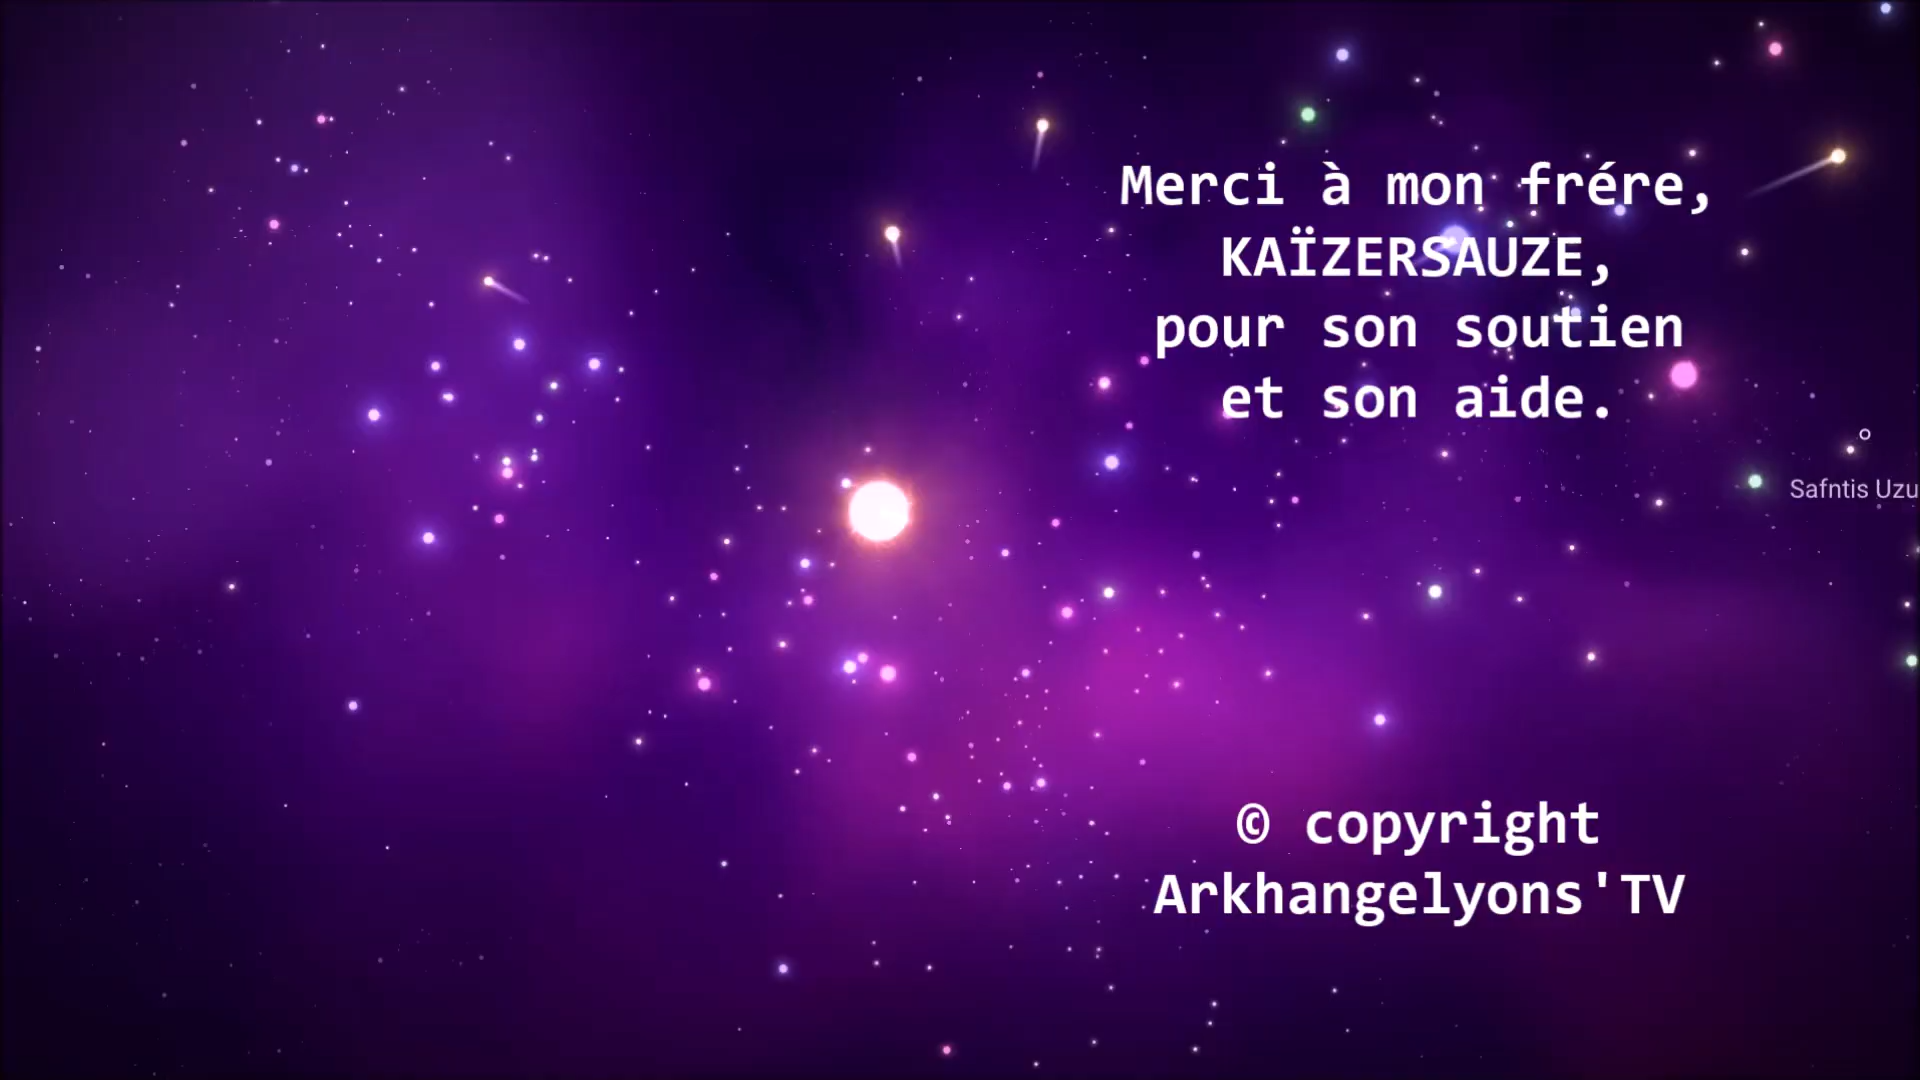 Merci à mon frére,
KAÏZERSAUZE,
pour son soutien
et son aide.
Safntis Uzu
© copyright
Arkhangelyons'TV